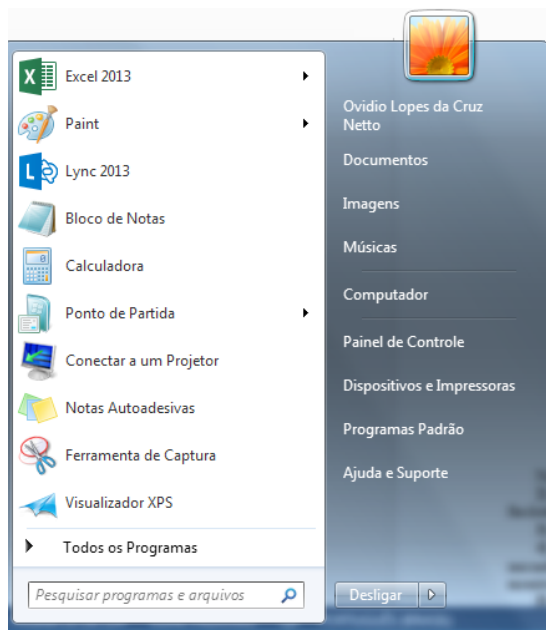 Excel 2013
Paint
Lync 2013
Bloco de Notas
Calculadora
Ponto de Partida
Conectar a um Projetor
Notas Autoadesivas
Ferramenta de Captura
Visualizador XPS
Todos os Programas
Pesquisar programas e arquivos
Ovidio Lopes da Cruz
Netto
Documentos
Imagens
Músicas
Computador
Painel de Controle
Dispositivos e Impressoras
Programas Padrão
Ajuda e Suporte
Desligar